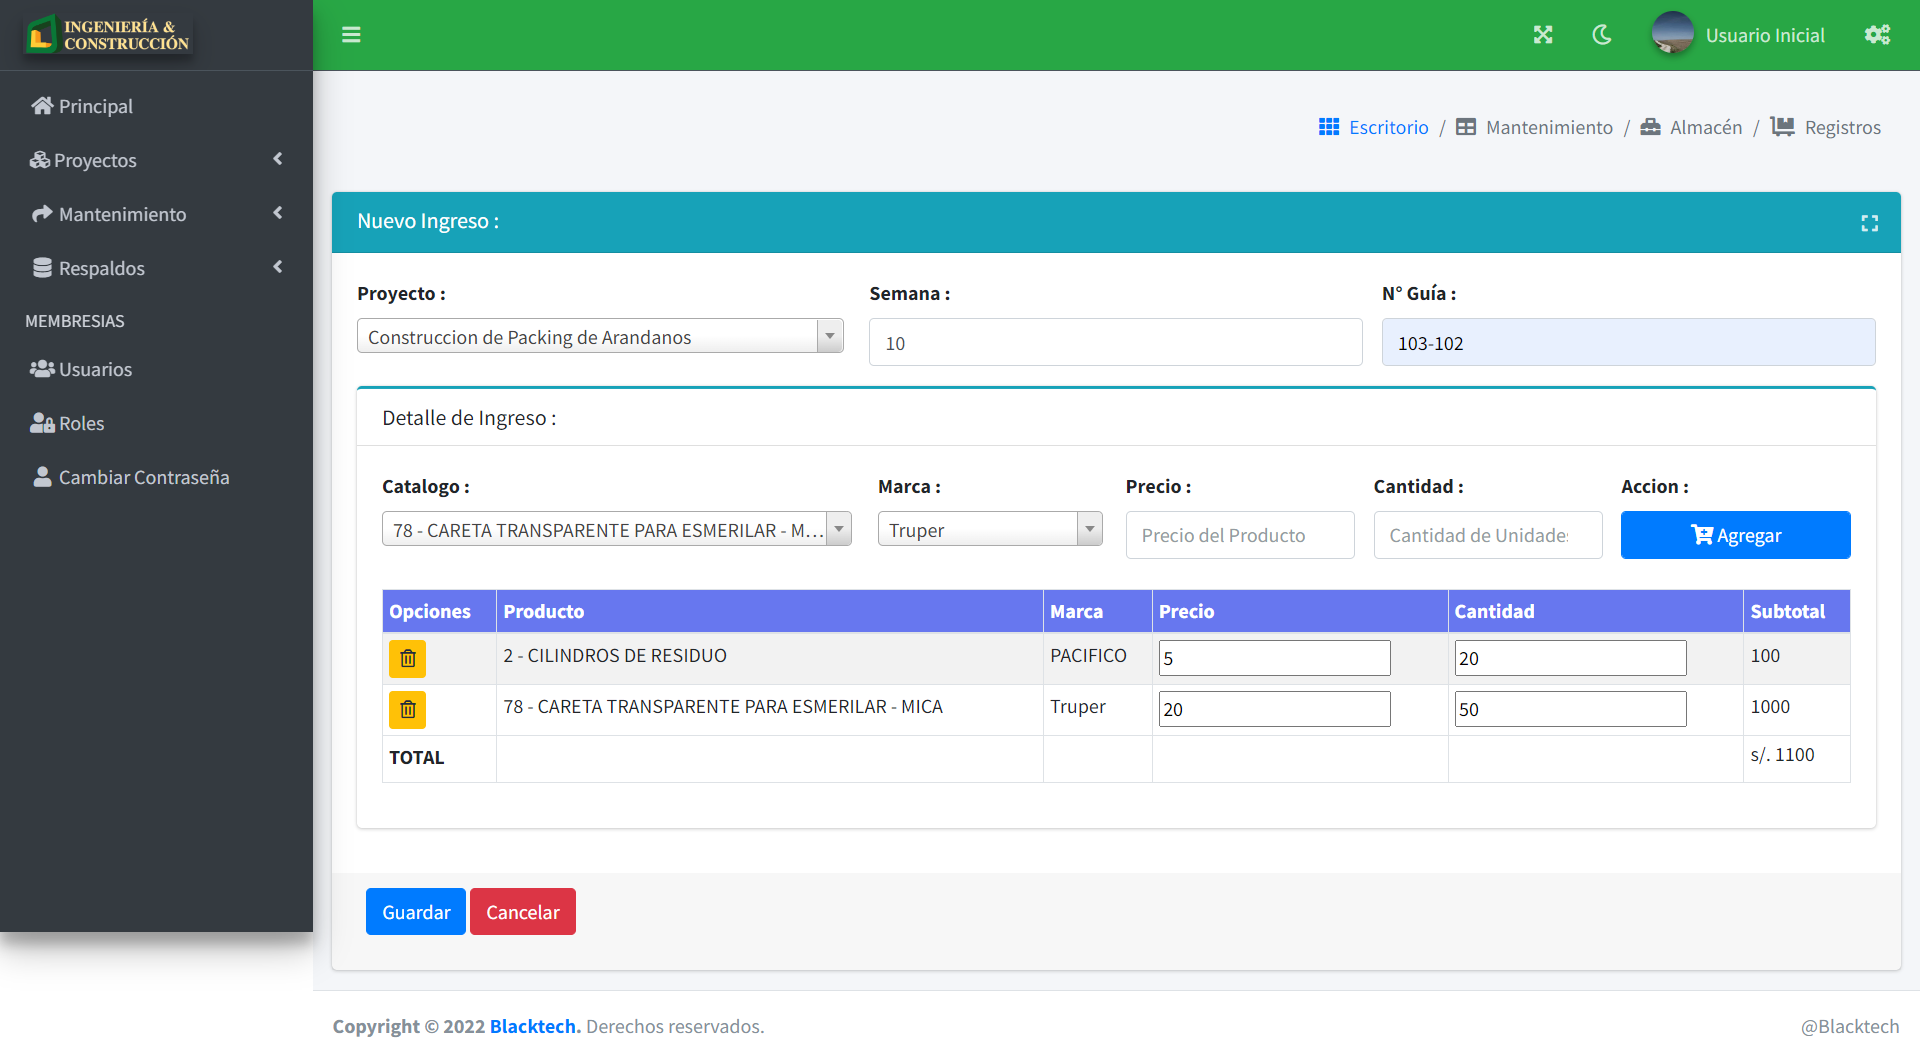 INGENIERÍA &
CONSTRUCCIÓN
Usuario Inicial
Principal
Proyectos
Mantenimiento
Respaldos
MEMBRESIAS
Usuarios
Roles
Cambiar Contraseña
Escritorio / Mantenimiento / Almacén / Registros
Nuevo Ingreso :
Proyecto : Semana : N° Guía :
Construccion de Packing de Arandanos 10 103-102
Detalle de Ingreso :
Catalogo : Marca : Precio : Cantidad : Accion :
78 - CARETA TRANSPARENTE PARA ESMERILAR - M... Truper Precio del Producto Cantidad de Unidades Agregar
Opciones Producto Marca Precio Cantidad Subtotal
2 - CILINDROS DE RESIDUO PACIFICO 5 20 100
78 - CARETA TRANSPARENTE PARA ESMERILAR - MICA Truper 20 50 1000
TOTAL s/. 1100
Guardar Cancelar
Copyright © 2022 Blacktech. Derechos reservados. @Blacktech